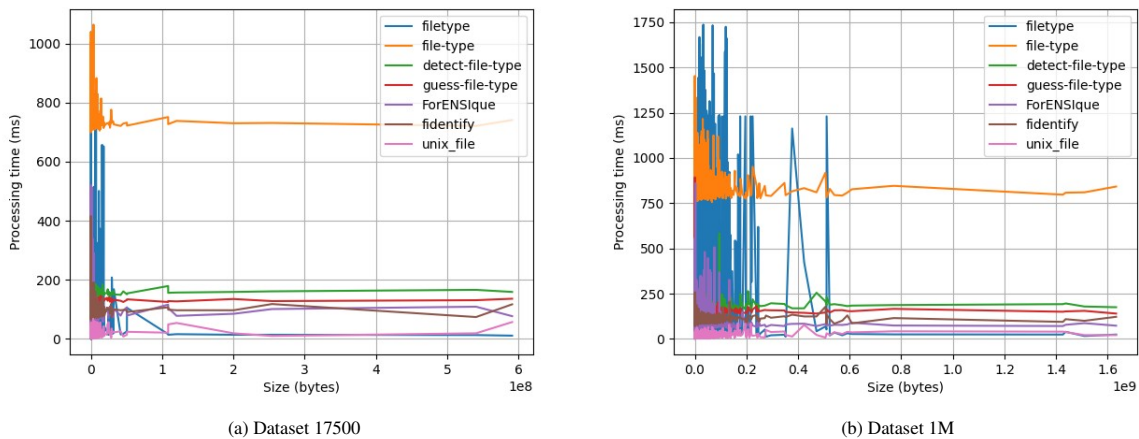 filetype
file-type
detect-file-type
guess-file-type
ForENSIque
fidentify
unix_file
Processing time (ms)
1000
800
600
400
200
0
0
1
2
3
4
5
6
1e8
Size (bytes)
(a) Dataset 17500
filetype
file-type
detect-file-type
guess-file-type
ForENSIque
fidentify
unix_file
Processing time (ms)
1750
1500
1250
1000
750
500
250
0
0.0
0.2
0.4
0.6
0.8
1.0
1.2
1.4
1.6
1e9
Size (bytes)
(b) Dataset 1M